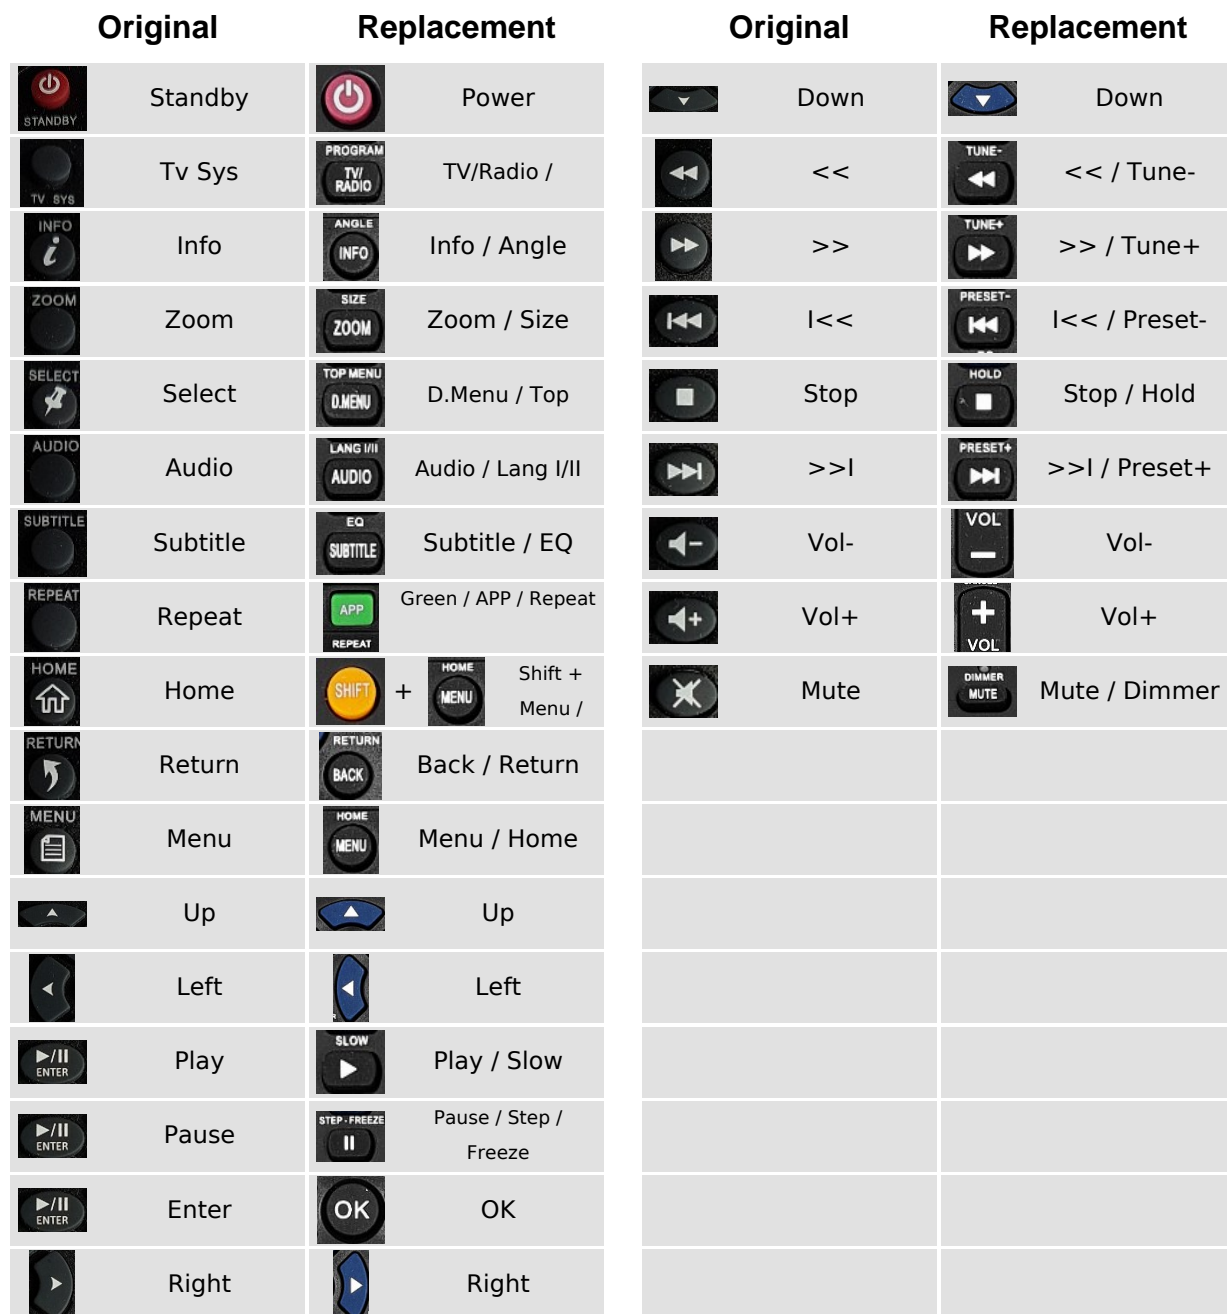 Original Replacement Original Replacement
STANDBY Standby Power Down Down
TV SYS Tv Sys PROGRAM TV/ RADIO TV/Radio / << TUNE- << / Tune-
INFO i Info ANGLE INFO Info / Angle >> TUNE+ >> / Tune+
ZOOM Zoom SIZE ZOOM Zoom / Size I<< PRESET- I<< / Preset-
SELECT Select TOP MENU D.MENU D.Menu / Top Stop HOLD Stop / Hold
AUDIO Audio LANG I/II AUDIO Audio / Lang I/II >>I PRESET+ >>I / Preset+
SUBTITLE Subtitle EQ SUBTITLE Subtitle / EQ Vol- VOL Vol-
REPEAT Repeat APP REPEAT Green / APP / Repeat Vol+ + VOL Vol+
HOME Home SHIFT + HOME MENU Shift + Menu / Mute DIMMER MUTE Mute / Dimmer
RETURN Return RETURN BACK Back / Return
MENU Menu HOME MENU Menu / Home
Up Up
Left Left
ENTER Play SLOW Play / Slow
ENTER Pause STEP-FREEZE Pause / Step / Freeze
ENTER Enter OK OK
Right Right